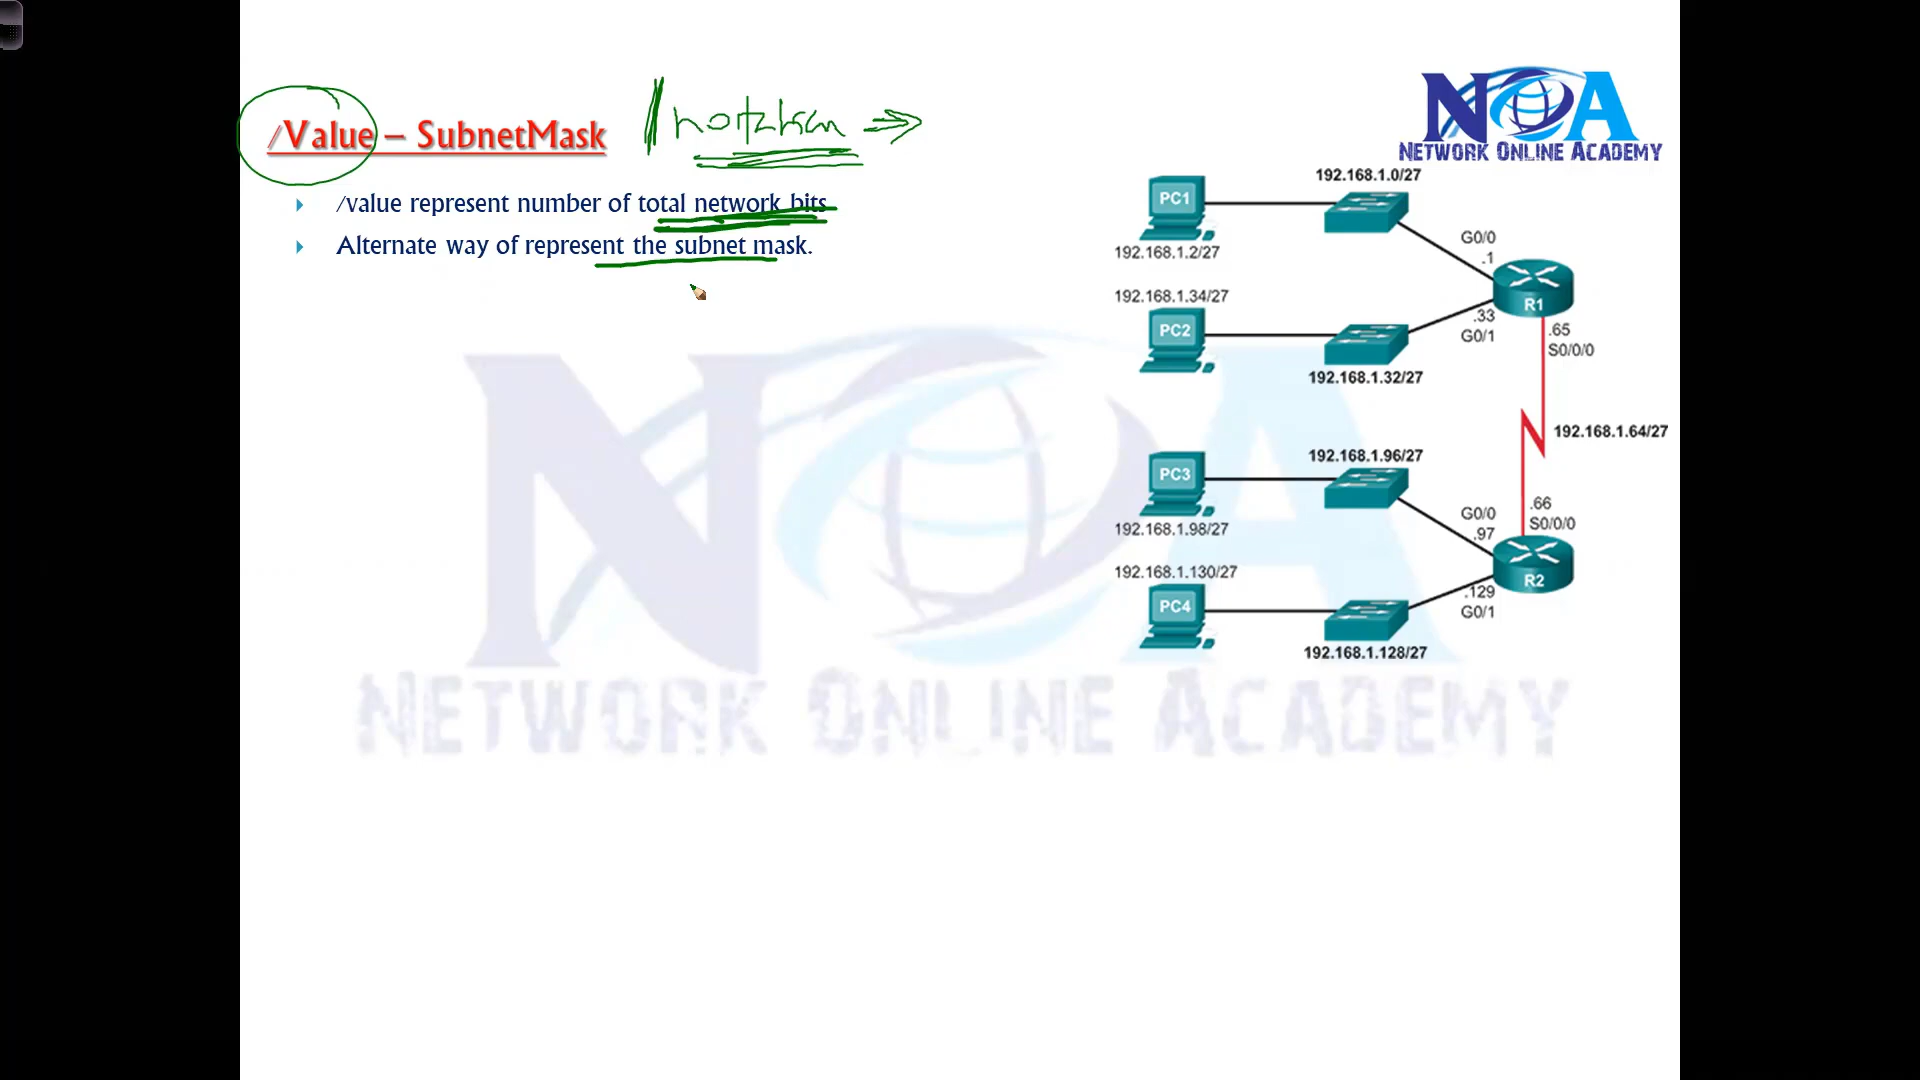 /Value – SubnetMask
/ notation ⇒
/value represent number of total network bits
Alternate way of represent the subnet mask.
NOA
NETWORK ONLINE ACADEMY
192.168.1.0/27
PC1
192.168.1.2/27
G0/0
.1
R1
192.168.1.34/27
PC2
.33
G0/1
192.168.1.32/27
.65
S0/0/0
192.168.1.64/27
192.168.1.96/27
PC3
192.168.1.98/27
G0/0
.97
.66
S0/0/0
R2
192.168.1.130/27
PC4
.129
G0/1
192.168.1.128/27
NOA
NETWORK ONLINE ACADEMY